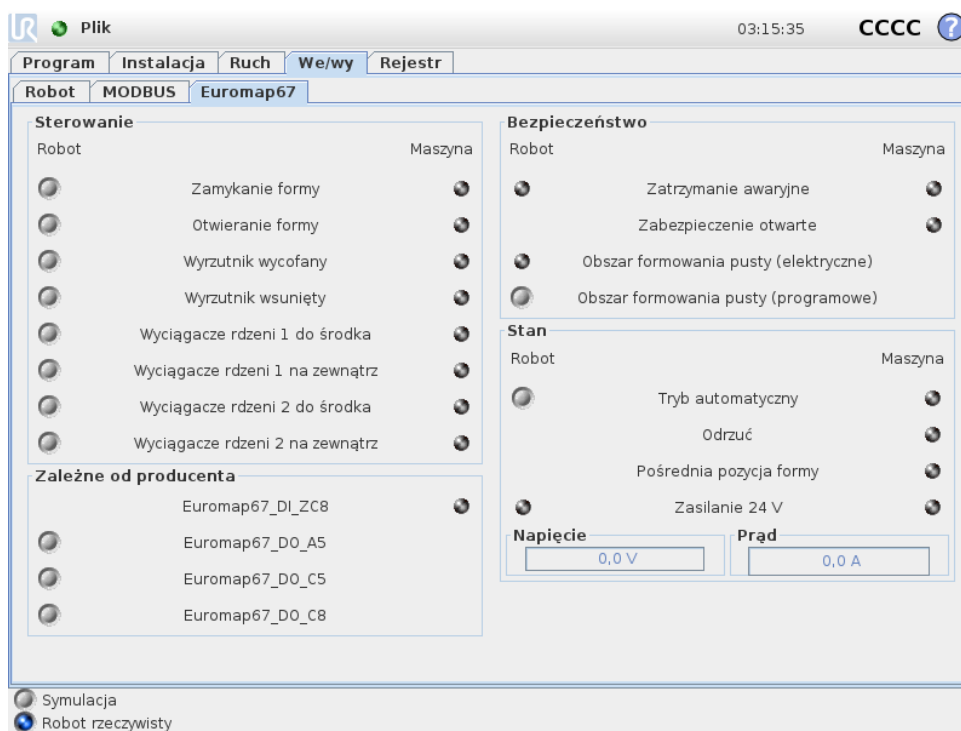 UR Plik 03:15:35 CCCC ?
Program Instalacja Ruch We/wy Rejestr
Robot MODBUS Euromap67
Sterowanie
Robot Maszyna
Zamykanie formy
Otwieranie formy
Wyrzutnik wycofany
Wyrzutnik wsunięty
Wyciągacze rdzeni 1 do środka
Wyciągacze rdzeni 1 na zewnątrz
Wyciągacze rdzeni 2 do środka
Wyciągacze rdzeni 2 na zewnątrz
Zależne od producenta
Euromap67_DI_ZC8
Euromap67_DO_A5
Euromap67_DO_C5
Euromap67_DO_C8
Bezpieczeństwo
Robot Maszyna
Zatrzymanie awaryjne
Zabezpieczenie otwarte
Obszar formowania pusty (elektryczne)
Obszar formowania pusty (programowe)
Stan
Robot Maszyna
Tryb automatyczny
Odrzuć
Pośrednia pozycja formy
Zasilanie 24 V
Napięcie Prąd
0,0 V 0,0 A
Symulacja
Robot rzeczywisty